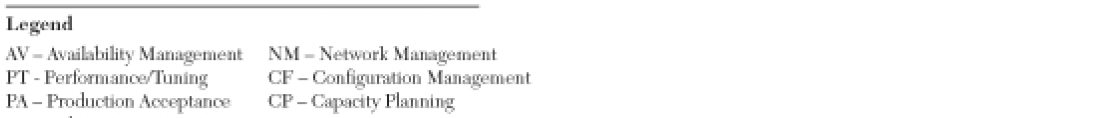 Legend
AV – Availability Management NM – Network Management
PT - Performance/Tuning CF – Configuration Management
PA – Production Acceptance CP – Capacity Planning